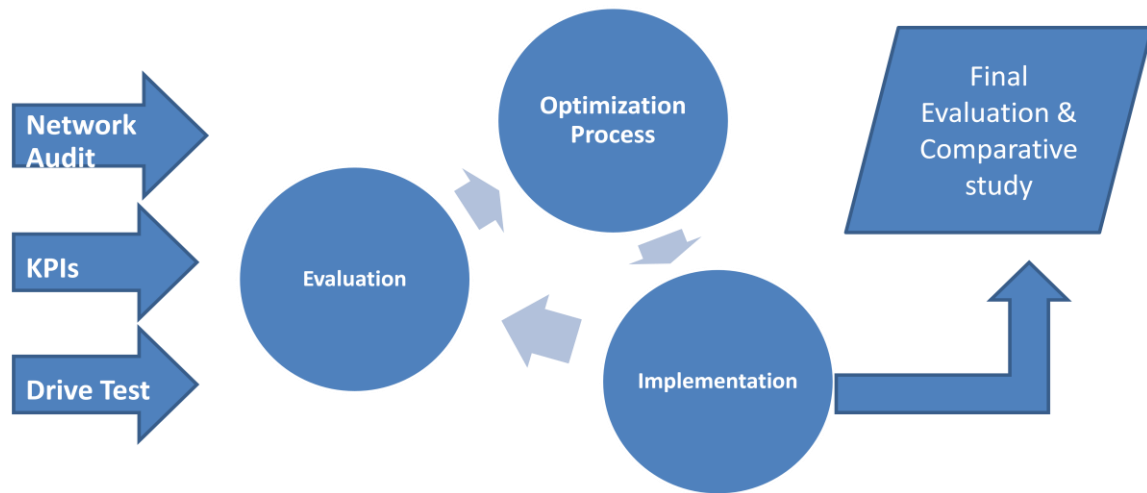 Network
Audit
KPIs
Drive Test
Evaluation
Optimization
Process
Implementation
Final
Evaluation &
Comparative
study